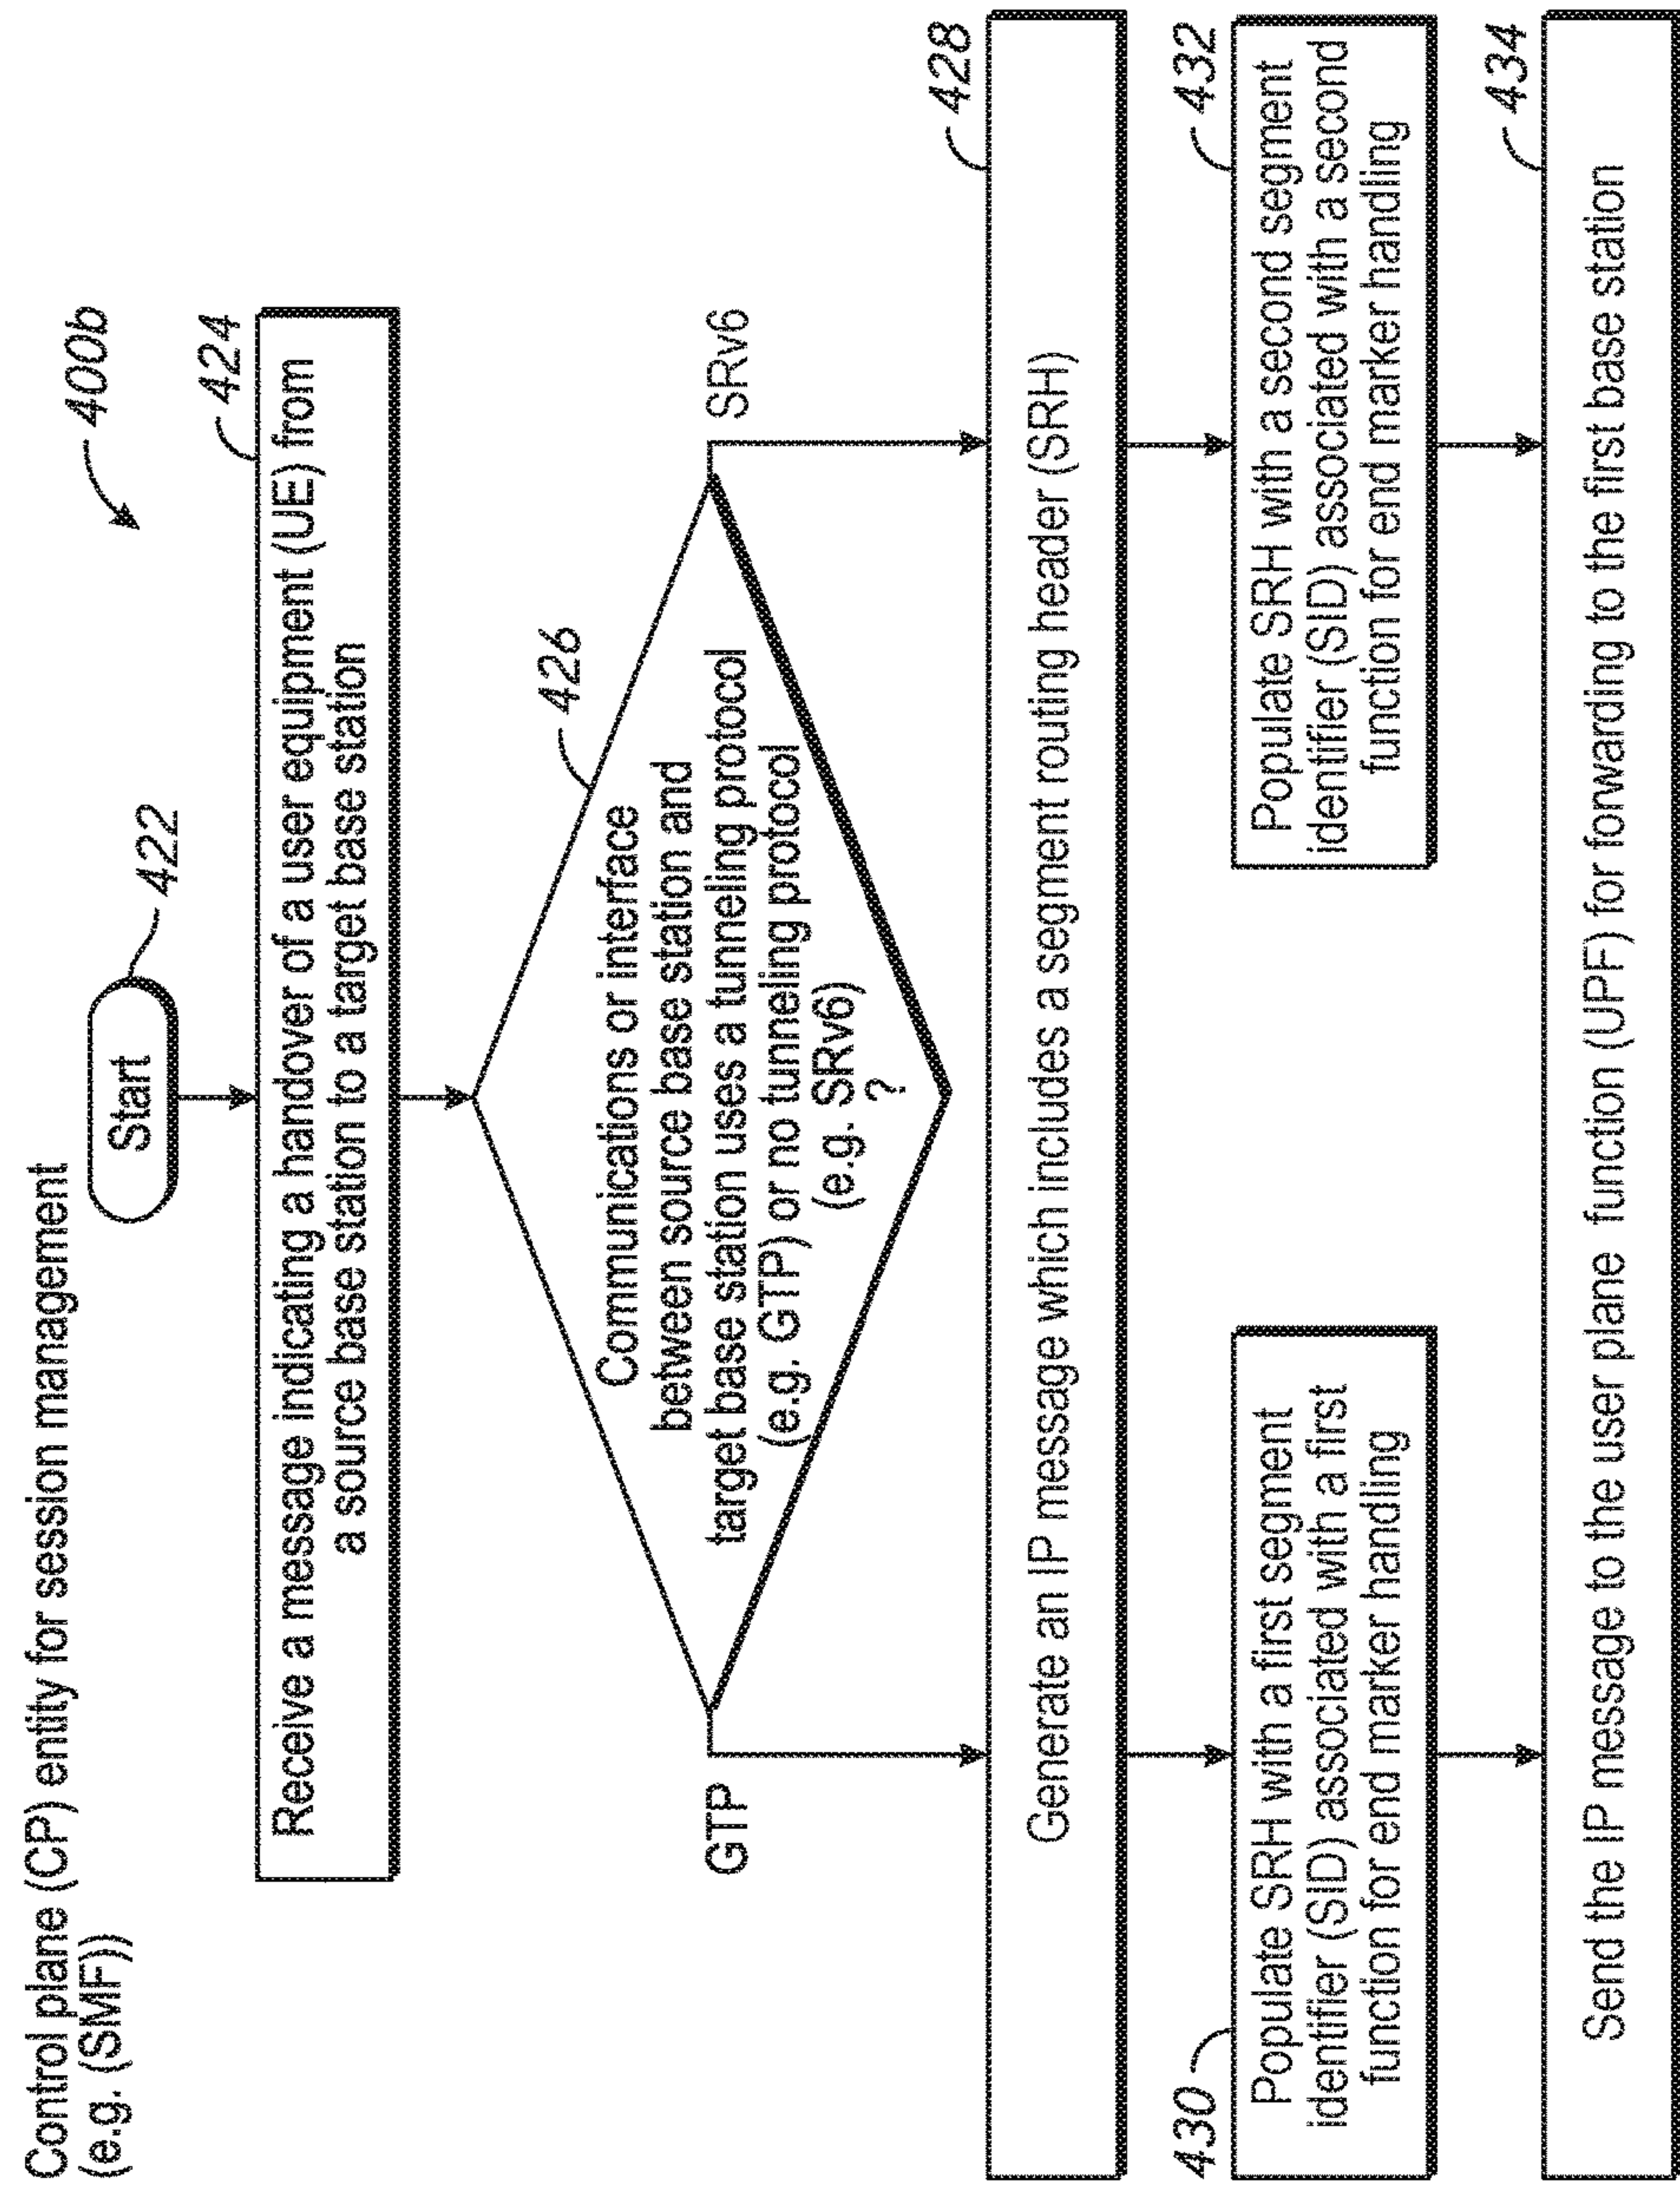 Control plane (CP) entity for session management
(e.g. (SMF))
400b
Start
422
424
Receive a message indicating a handover of a user equipment (UE) from
a source base station to a target base station
426
Communications or interface
between source base station and
target base station uses a tunneling protocol
(e.g. GTP) or no tunneling protocol
(e.g. SRv6)
?
GTP
SRv6
428
Generate an IP message which includes a segment routing header (SRH)
430
Populate SRH with a first segment
identifier (SID) associated with a first
function for end marker handling
432
Populate SRH with a second segment
identifier (SID) associated with a second
function for end marker handling
434
Send the IP message to the user plane function (UPF) for forwarding to the first base station